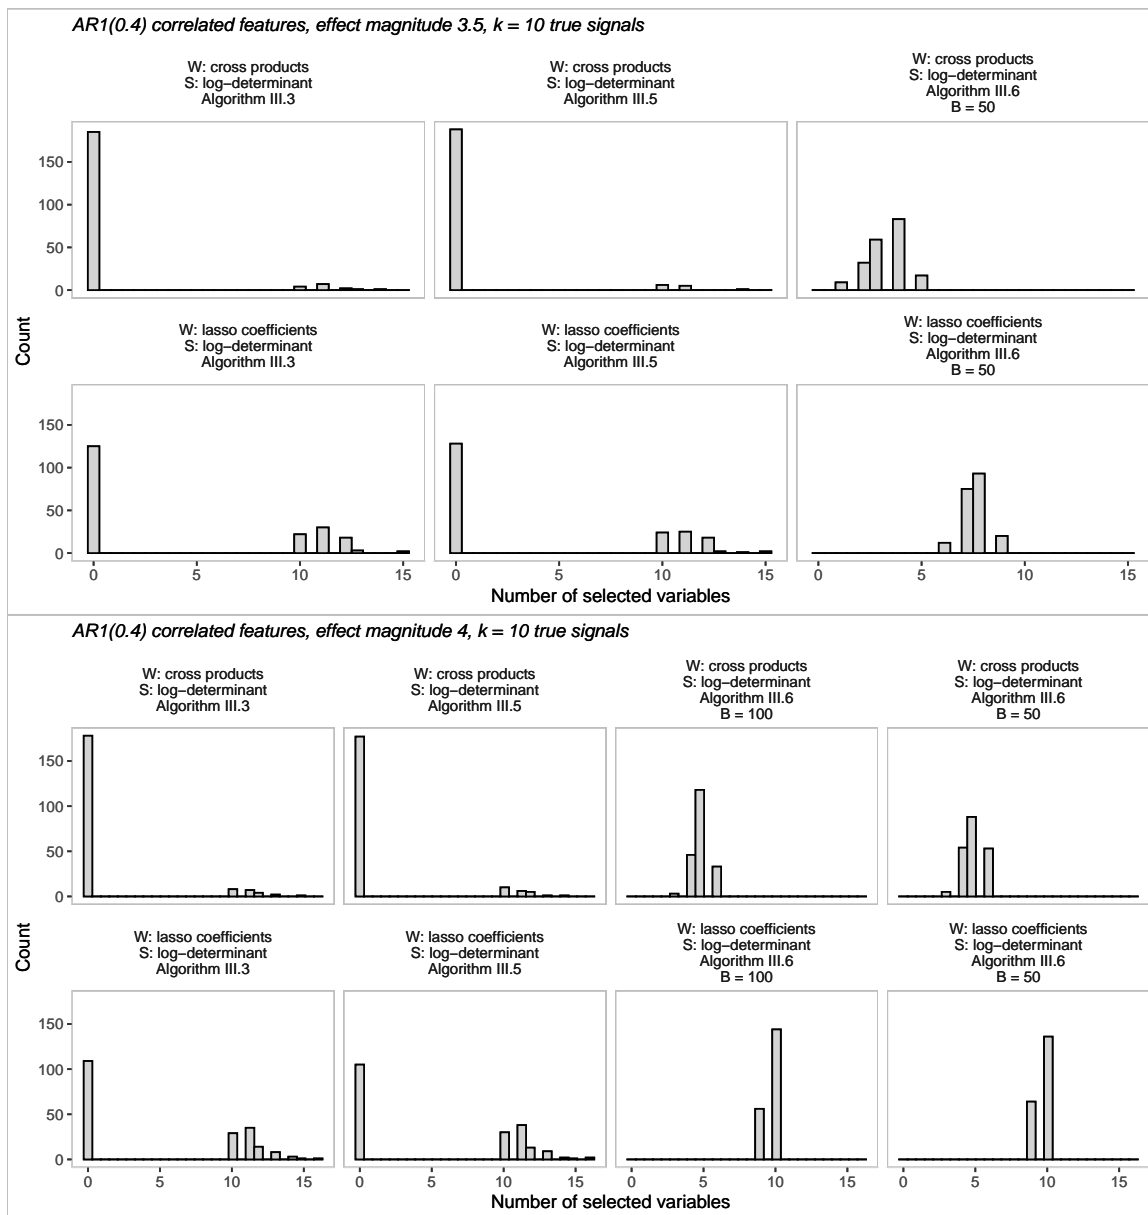 AR1(0.4) correlated features, effect magnitude 3.5, k = 10 true signals
W: cross products
S: log−determinant
Algorithm III.3
W: cross products
S: log−determinant
Algorithm III.5
W: cross products
S: log−determinant
Algorithm III.6
B = 50
150
100
50
0
W: lasso coefficients
S: log−determinant
Algorithm III.3
W: lasso coefficients
S: log−determinant
Algorithm III.5
W: lasso coefficients
S: log−determinant
Algorithm III.6
B = 50
Count
150
100
50
0
0 5 10 15
0 5 10 15
0 5 10 15
Number of selected variables
AR1(0.4) correlated features, effect magnitude 4, k = 10 true signals
W: cross products
S: log−determinant
Algorithm III.3
W: cross products
S: log−determinant
Algorithm III.5
W: cross products
S: log−determinant
Algorithm III.6
B = 100
W: cross products
S: log−determinant
Algorithm III.6
B = 50
150
100
50
0
W: lasso coefficients
S: log−determinant
Algorithm III.3
W: lasso coefficients
S: log−determinant
Algorithm III.5
W: lasso coefficients
S: log−determinant
Algorithm III.6
B = 100
W: lasso coefficients
S: log−determinant
Algorithm III.6
B = 50
Count
150
100
50
0
0 5 10 15
0 5 10 15
0 5 10 15
0 5 10 15
Number of selected variables